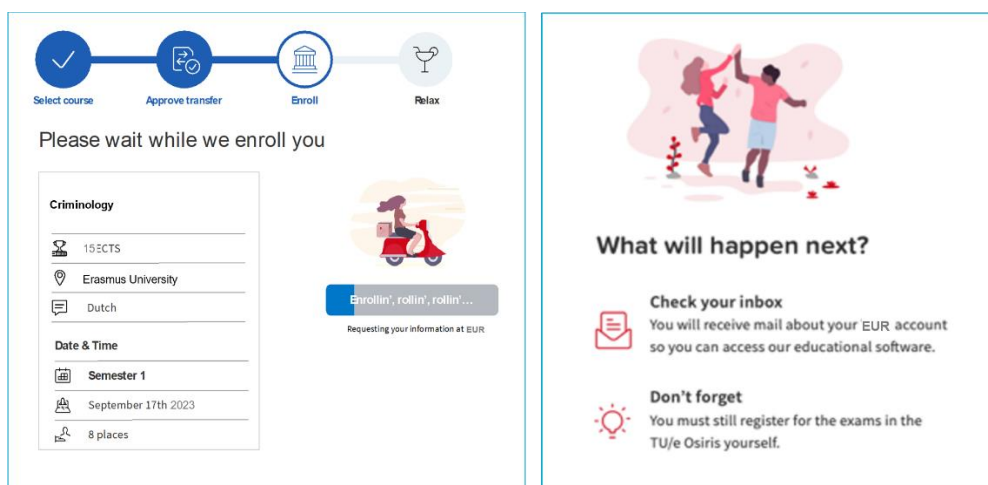 Select course
Approve transfer
Enroll
Relax
Please wait while we enroll you
Criminology
15ECTS
Erasmus University
Dutch
Date & Time
Semester 1
September 17th 2023
8 places
Enrollin', rollin', rollin'...
Requesting your information at EUR
What will happen next?
Check your inbox
You will receive mail about your EUR account
so you can access our educational software.
Don't forget
You must still register for the exams in the
TU/e Osiris yourself.